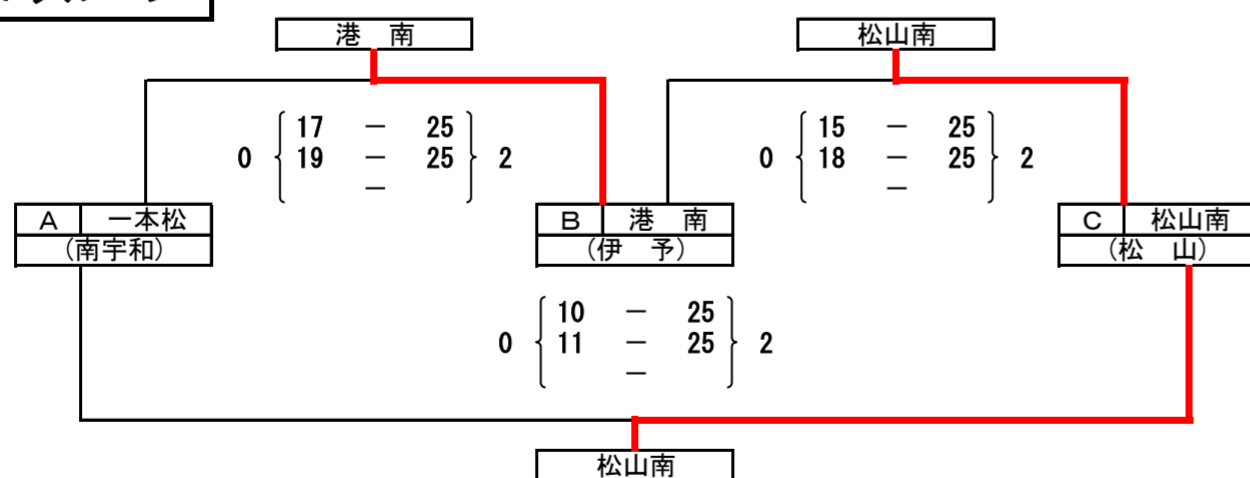 港 南 松山南
17 － 25 15 － 25
0 19 － 25 2 0 18 － 25 2
－ －
A 一本松 B 港 南 C 松山南
(南宇和) (伊 予) (松 山)
10 － 25
0 11 － 25 2
－
松山南